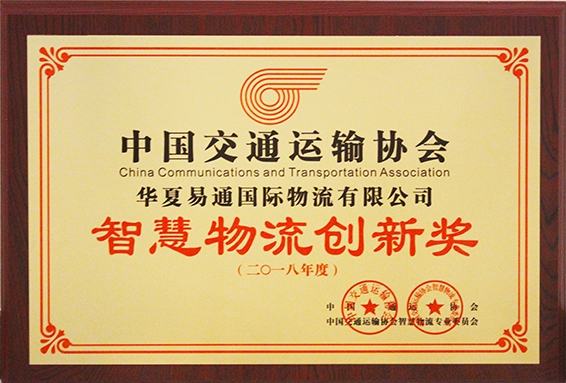 中国交通运输协会
China Communications and Transportation Association
华夏易通国际物流有限公司
智慧物流创新奖
（二〇一八年度）
中国交通运输协会
中国交通运输协会智慧物流专业委员会